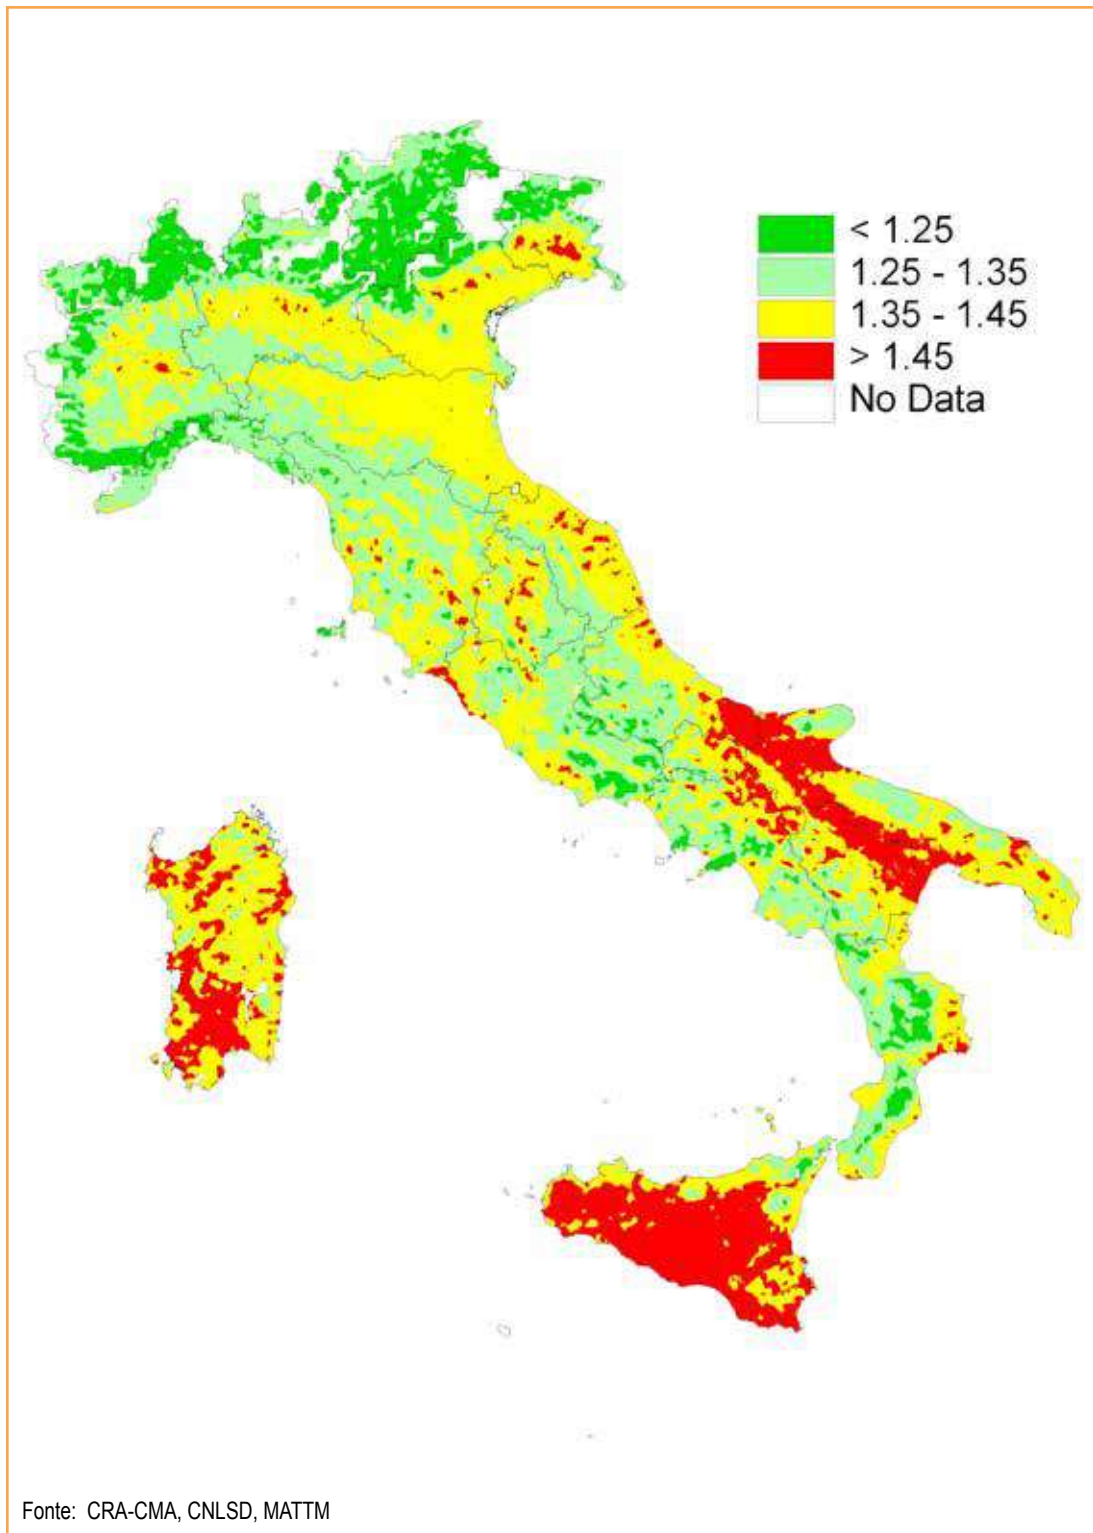 < 1.25
1.25 - 1.35
1.35 - 1.45
> 1.45
No Data
Fonte: CRA-CMA, CNLSD, MATTM